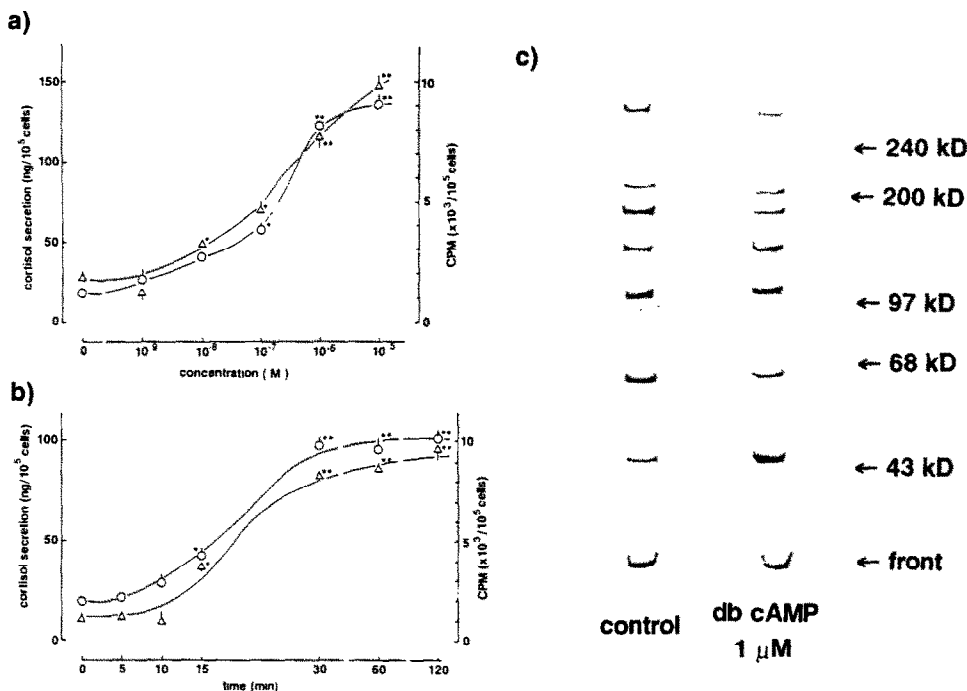 a)
cortisol secretion (ng/10⁵ cells)
150
100
50
0
CPM (x10³/10⁵ cells)
10
5
0
** ** ** ** * * *
0 10⁻⁹ 10⁻⁸ 10⁻⁷ 10⁻⁶ 10⁻⁵
concentration ( M )
b)
cortisol secretion (ng/10⁵ cells)
100
50
0
CPM (x10³/10⁵ cells)
10
5
0
** ** ** ** ** ** * *
0 5 10 15 30 60 120
time (min)
c)
← 240 kD
← 200 kD
← 97 kD
← 68 kD
← 43 kD
← front
control
db cAMP
1 µM